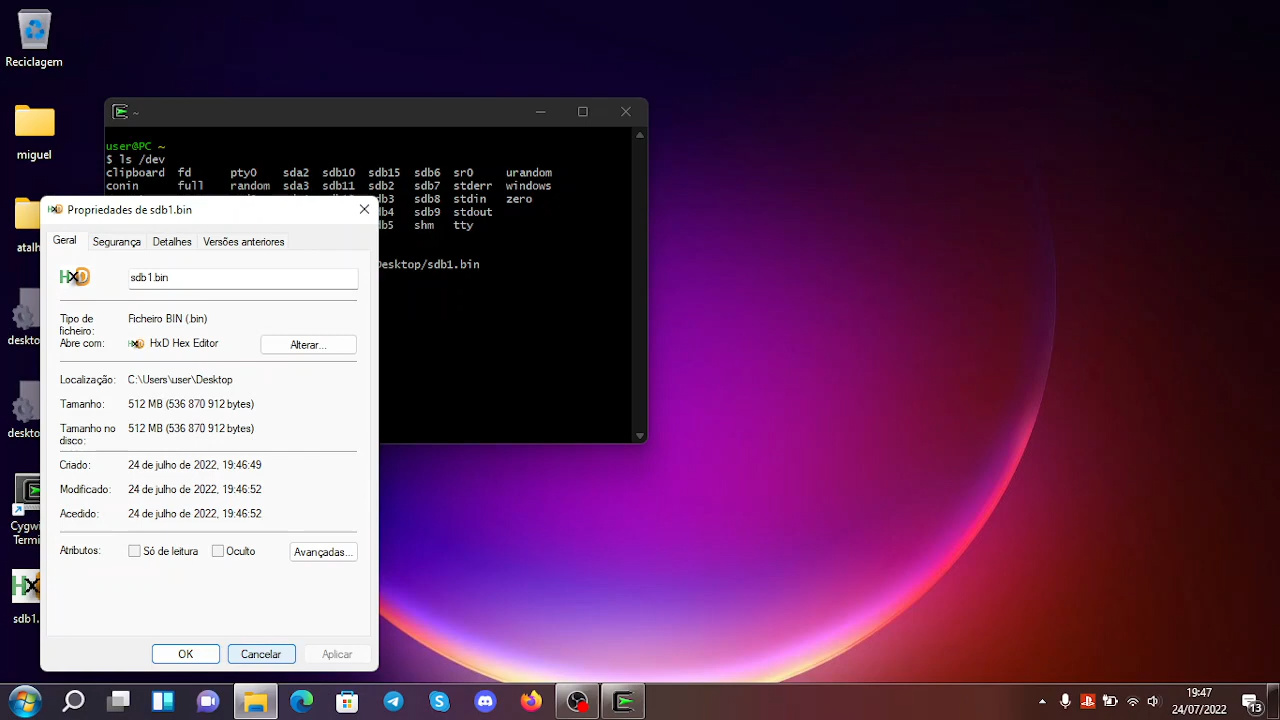 Reciclagem
miguel
atalh
deskto
deskto
Cygwi
Termi
sdb1.
~
user@PC ~
$ ls /dev
clipboard fd pty0 sda2 sdb10 sdb15 sdb6 sr0 urandom
conin full random sda3 sdb11 sdb2 sdb7 stderr windows
b3 sdb8 stdin zero
b4 sdb9 stdout
b5 shm tty
Desktop/sdb1.bin
HxD Propriedades de sdb1.bin
Geral Segurança Detalhes Versões anteriores
HxD sdb1.bin
Tipo de ficheiro: Ficheiro BIN (.bin)
Abre com: HxD Hex Editor Alterar...
Localização: C:\Users\user\Desktop
Tamanho: 512 MB (536 870 912 bytes)
Tamanho no disco: 512 MB (536 870 912 bytes)
Criado: 24 de julho de 2022, 19:46:49
Modificado: 24 de julho de 2022, 19:46:52
Acedido: 24 de julho de 2022, 19:46:52
Atributos: Só de leitura Oculto Avançadas...
OK Cancelar Aplicar
19:47
24/07/2022
13